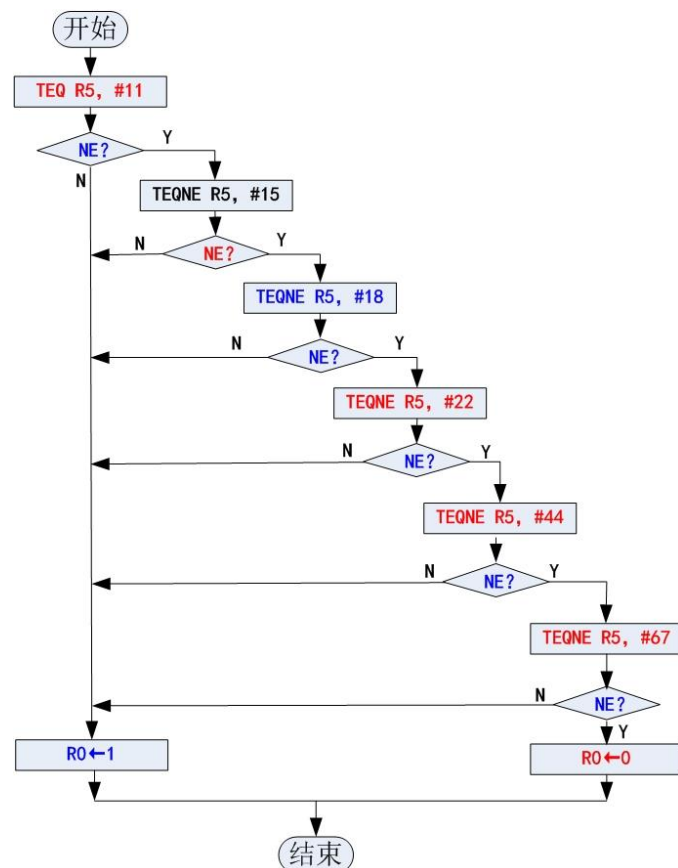 开始
TEQ R5, #11
NE?
Y
N
TEQNE R5, #15
N
NE?
Y
TEQNE R5, #18
N
NE?
Y
TEQNE R5, #22
N
NE?
Y
TEQNE R5, #44
N
NE?
Y
TEQNE R5, #67
N
NE?
Y
R0←1
R0←0
结束